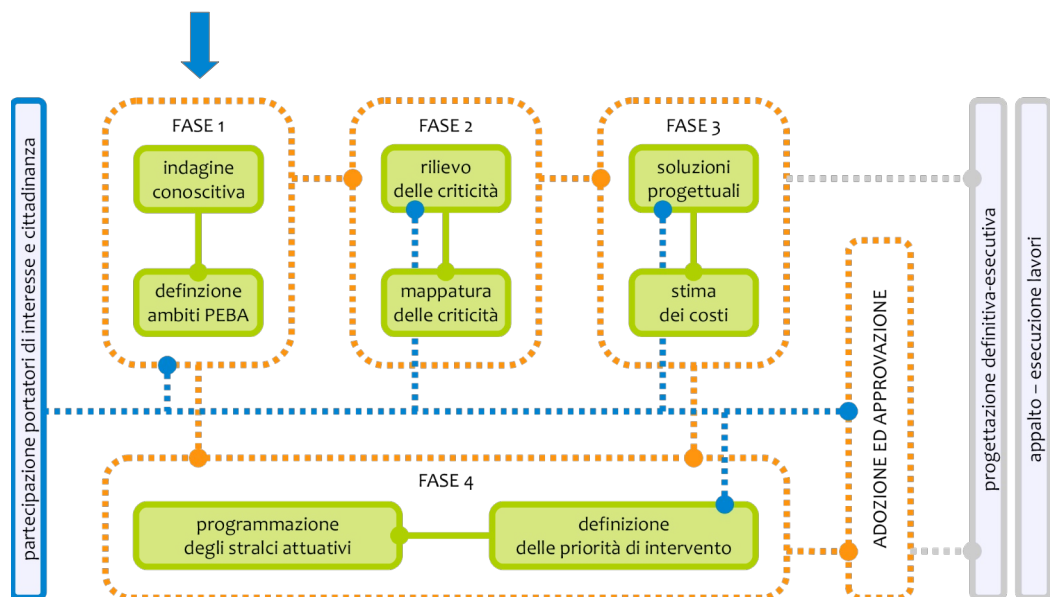 partecipazione portatori di interesse e cittadinanza
FASE 1
indagine
conoscitiva
definzione
ambiti PEBA
FASE 2
rilievo
delle criticità
mappatura
delle criticità
FASE 3
soluzioni
progettuali
stima
dei costi
FASE 4
programmazione
degli stralci attuativi
definizione
delle priorità di intervento
ADOZIONE ED APPROVAZIONE
progettazione definitiva-esecutiva
appalto – esecuzione lavori